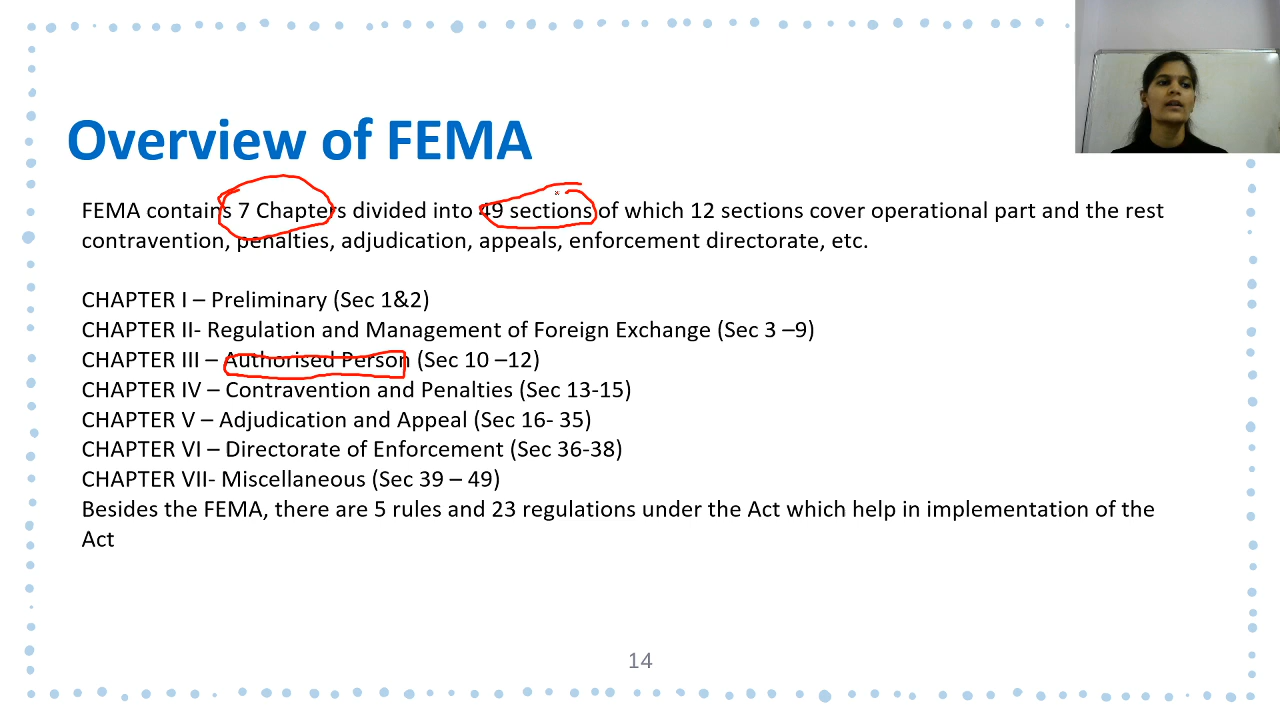 Overview of FEMA
FEMA contains 7 Chapters divided into 49 sections of which 12 sections cover operational part and the rest
contravention, penalties, adjudication, appeals, enforcement directorate, etc.
CHAPTER I – Preliminary (Sec 1&2)
CHAPTER II- Regulation and Management of Foreign Exchange (Sec 3 –9)
CHAPTER III – Authorised Person (Sec 10 –12)
CHAPTER IV – Contravention and Penalties (Sec 13-15)
CHAPTER V – Adjudication and Appeal (Sec 16- 35)
CHAPTER VI – Directorate of Enforcement (Sec 36-38)
CHAPTER VII- Miscellaneous (Sec 39 – 49)
Besides the FEMA, there are 5 rules and 23 regulations under the Act which help in implementation of the
Act
14